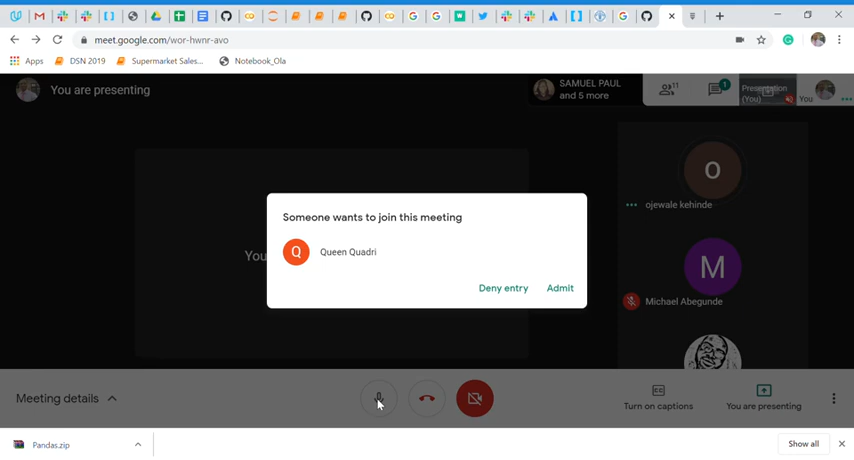 meet.google.com/wor-hwnr-avo
Apps
DSN 2019
Supermarket Sales...
Notebook_Ola
You are presenting
SAMUEL PAUL
and 5 more
11
1
Presentation
(You)
You
Someone wants to join this meeting
Q
Queen Quadri
Deny entry
Admit
You
O
ojewale kehinde
M
Michael Abegunde
Meeting details
CC
Turn on captions
You are presenting
Pandas.zip
Show all